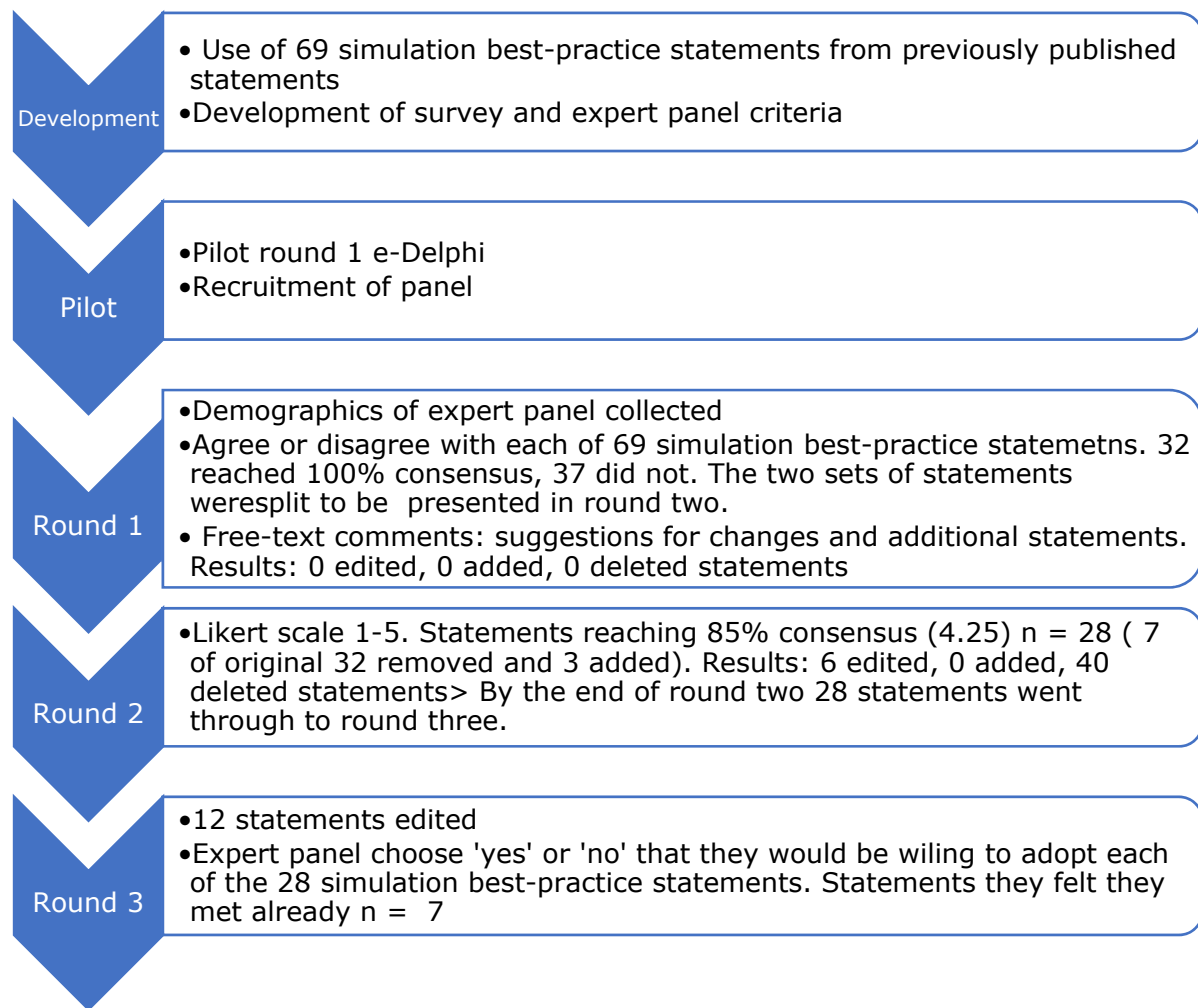 Development
• Use of 69 simulation best-practice statements from previously published
statements
•Development of survey and expert panel criteria
Pilot
•Pilot round 1 e-Delphi
•Recruitment of panel
Round 1
•Demographics of expert panel collected
•Agree or disagree with each of 69 simulation best-practice statemetns. 32
reached 100% consensus, 37 did not. The two sets of statements
weresplit to be  presented in round two.
• Free-text comments: suggestions for changes and additional statements.
Results: 0 edited, 0 added, 0 deleted statements
Round 2
•Likert scale 1-5. Statements reaching 85% consensus (4.25) n = 28 ( 7
of original 32 removed and 3 added). Results: 6 edited, 0 added, 40
deleted statements> By the end of round two 28 statements went
through to round three.
Round 3
•12 statements edited
•Expert panel choose 'yes' or 'no' that they would be wiling to adopt each
of the 28 simulation best-practice statements. Statements they felt they
met already n =  7